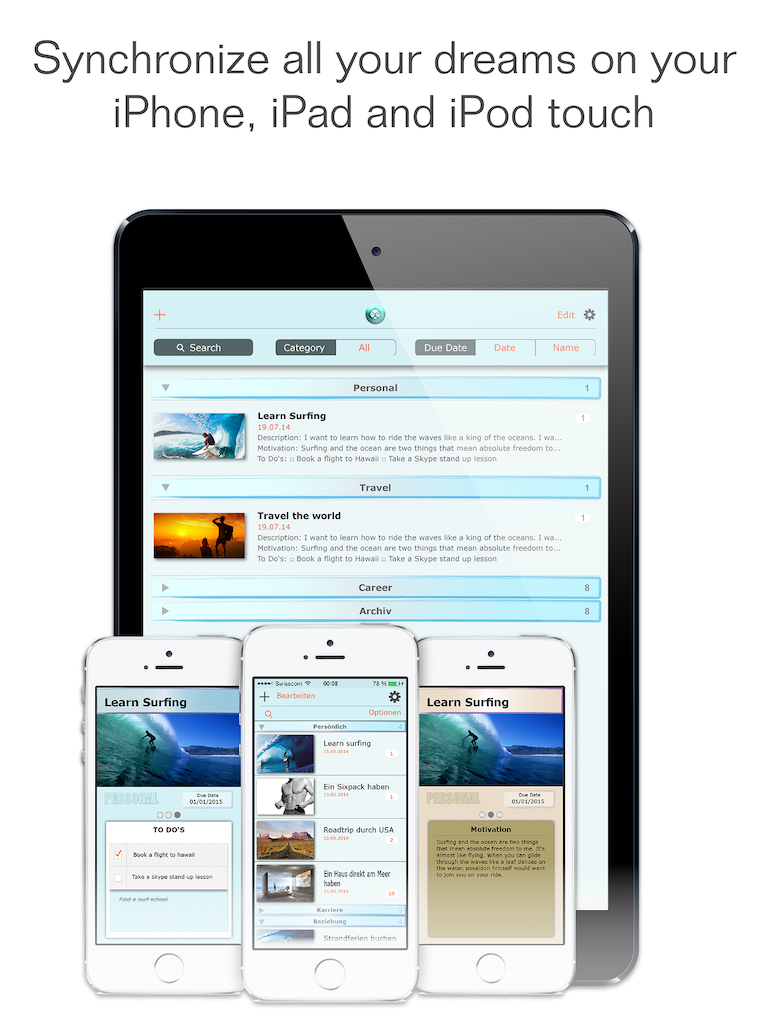 Synchronize all your dreams on your
iPhone, iPad and iPod touch
+ Edit
Search Category All Due Date Date Name
Personal 1
Learn Surfing 1
19.07.14
Description: I want to learn how to ride the waves like a king of the oceans. I wa...
Motivation: Surfing and the ocean are two things that mean absolute freedom to...
To Do's: □ Book a flight to Hawaii □ Take a Skype stand up lesson
Travel 1
Travel the world 1
19.07.14
Description: I want to learn how to ride the waves like a king of the oceans. I wa...
Motivation: Surfing and the ocean are two things that mean absolute freedom to...
To Do's: □ Book a flight to Hawaii □ Take a Skype stand up lesson
Career 8
Archiv 8
Learn Surfing
PERSONAL
Due Date
01/01/2015
TO DO'S
Book a flight to hawaii
Take a skype stand up lesson
Find a surf school
Swisscom 00:08 78 %
+ Bearbeiten
Optionen
Persönlich 4
Learn surfing
15.05.2014 1
Ein Sixpack haben
15.05.2014 1
Roadtrip durch USA
15.05.2014 2
Ein Haus direkt am Meer
haben
15.05.2014 10
Karriere
Beziehung
Strandferien buchen
Learn Surfing
PERSONAL
Due Date
01/01/2015
Motivation
Surfing and the ocean are two things
that mean absolute freedom to me. It's
almost like flying. When you can glide
through the waves like a leaf dances on
the water, poseidon himself would want
to join you on your ride.